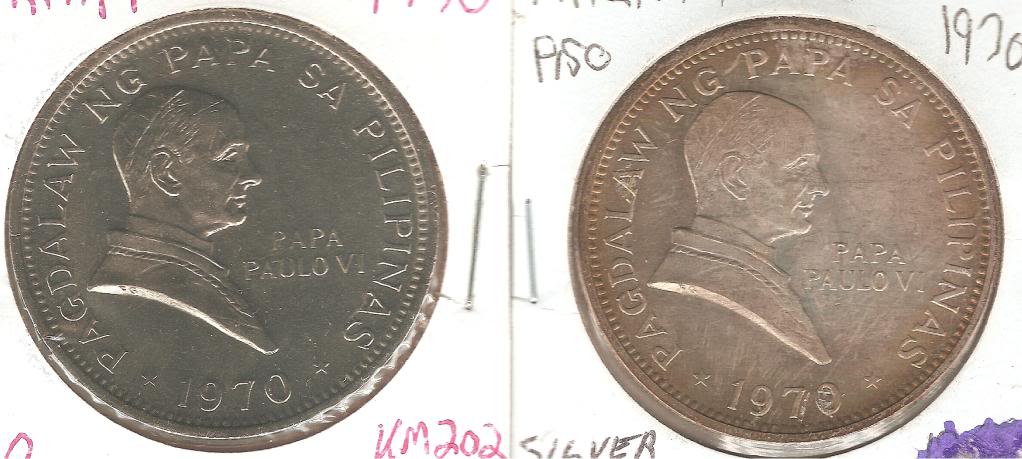 PISO
1970
PAGDALAW NG PAPA SA PILIPINAS
PAPA
PAULO VI
1970
PAGDALAW NG PAPA SA PILIPINAS
PAPA
PAULO VI
1970
KM202
SILVER